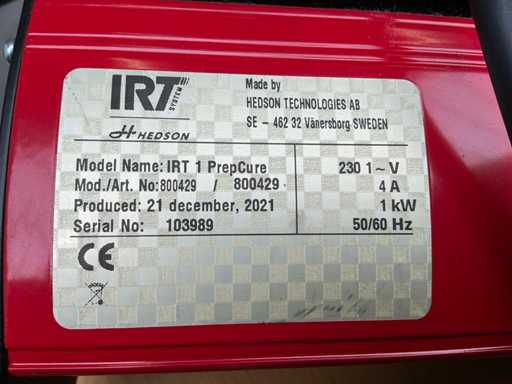 IRT
SYSTEM
HEDSON
Made by
HEDSON TECHNOLOGIES AB
SE - 462 32 Vänersborg SWEDEN
Model Name: IRT 1 PrepCure 230 1 ~ V
Mod./Art. No: 800429 / 800429 4 A
Produced: 21 december, 2021 1 kW
Serial No: 103989 50/60 Hz
CE